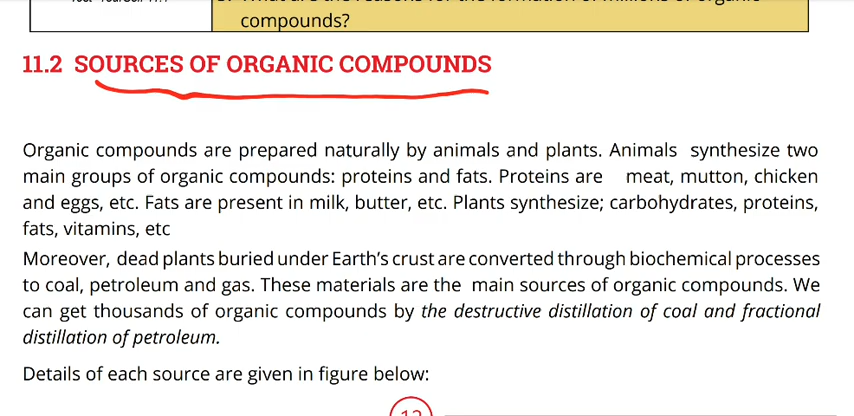 compounds?
11.2 SOURCES OF ORGANIC COMPOUNDS
Organic compounds are prepared naturally by animals and plants. Animals synthesize two
main groups of organic compounds: proteins and fats. Proteins are meat, mutton, chicken
and eggs, etc. Fats are present in milk, butter, etc. Plants synthesize; carbohydrates, proteins,
fats, vitamins, etc
Moreover, dead plants buried under Earth's crust are converted through biochemical processes
to coal, petroleum and gas. These materials are the main sources of organic compounds. We
can get thousands of organic compounds by the destructive distillation of coal and fractional
distillation of petroleum.
Details of each source are given in figure below: